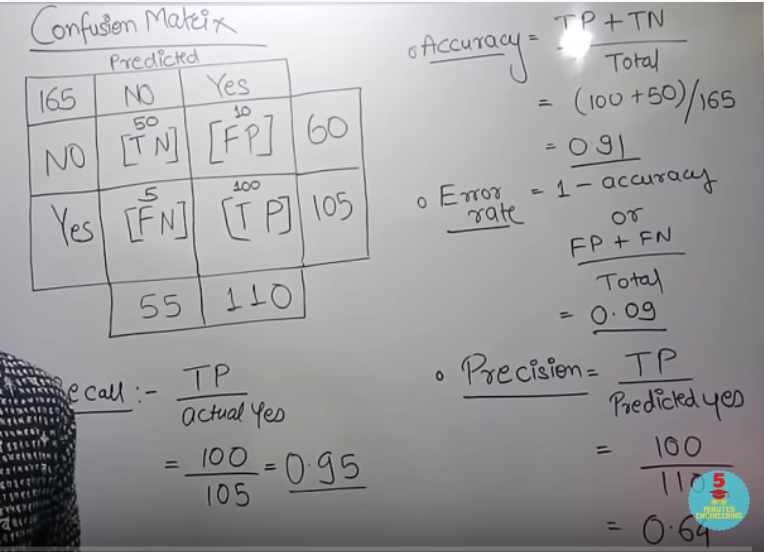 Confusion Matrix
Predicted
165 NO Yes
NO 50 [TN] 10 [FP] 60
Yes 5 [FN] 100 [TP] 105
55 110
ecall :- TP / actual Yes
= 100 / 105 = 0.95
Accuracy = TP + TN / Total
= (100 + 50) / 165
= 0.91
Error rate = 1 - accuracy
or
FP + FN / Total
= 0.09
Precision = TP / Predicted yes
= 100 / 110
= 0.64
5
MINUTES
ENGINEERING